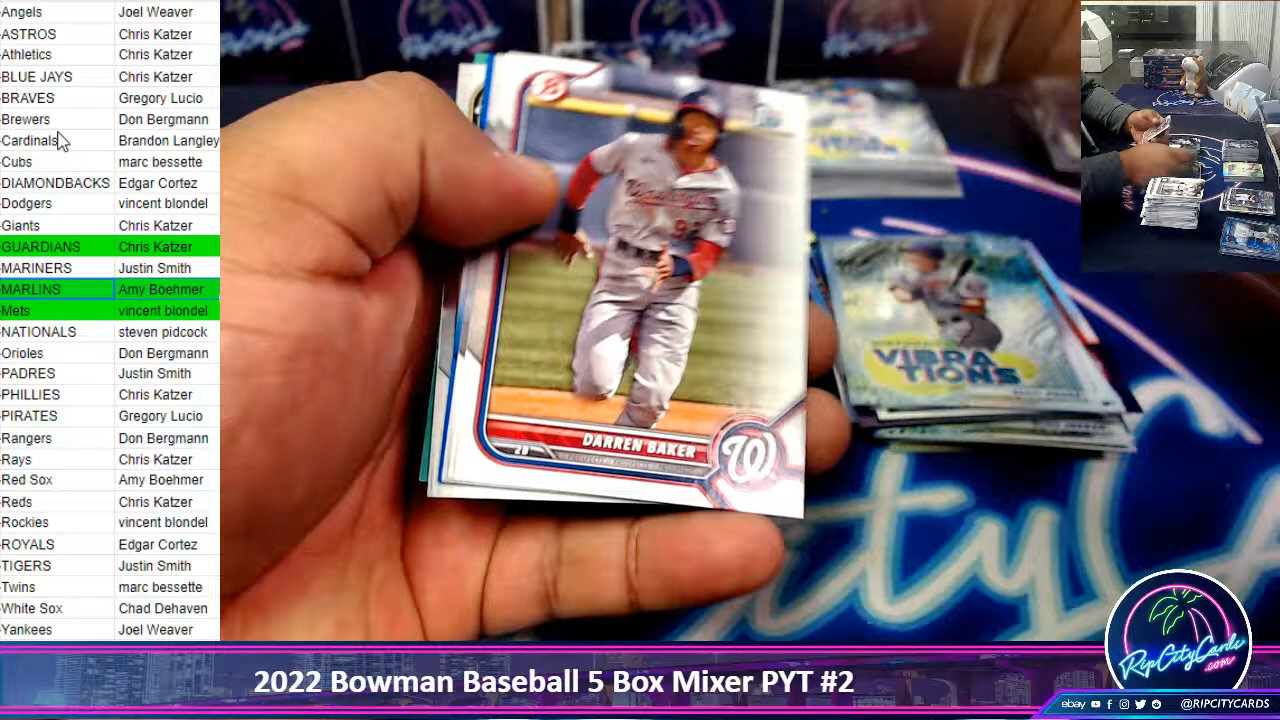 -Angels Joel Weaver
-ASTROS Chris Katzer
-Athletics Chris Katzer
-BLUE JAYS Chris Katzer
-BRAVES Gregory Lucio
-Brewers Don Bergmann
-Cardinals Brandon Langley
-Cubs marc bessette
-DIAMONDBACKS Edgar Cortez
-Dodgers vincent blondel
-Giants Chris Katzer
-GUARDIANS Chris Katzer
-MARINERS Justin Smith
-MARLINS Amy Boehmer
-Mets vincent blondel
-NATIONALS steven pidcock
-Orioles Don Bergmann
-PADRES Justin Smith
-PHILLIES Chris Katzer
-PIRATES Gregory Lucio
-Rangers Don Bergmann
-Rays Chris Katzer
-Red Sox Amy Boehmer
-Reds Chris Katzer
-Rockies vincent blondel
-ROYALS Edgar Cortez
-TIGERS Justin Smith
-Twins marc bessette
-White Sox Chad Dehaven
-Yankees Joel Weaver
DARREN BAKER
2B
W
VIBRA
TIONS
RipCityCards
.com
2022 Bowman Baseball 5 Box Mixer PYT #2
ebay @RIPCITYCARDS